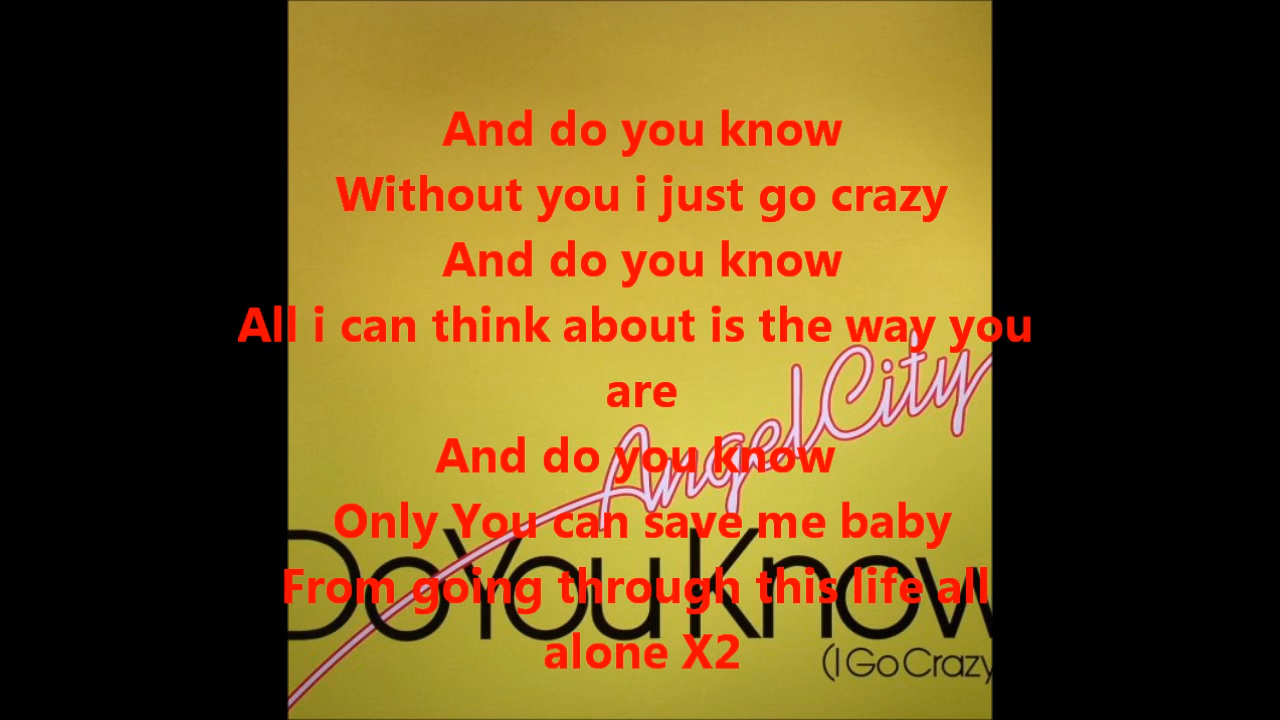 And do you know
Without you i just go crazy
And do you know
All i can think about is the way you
are
And do you know
Only You can save me baby
From going through this life all
alone X2
Angel City
Do You Know
(I Go Crazy